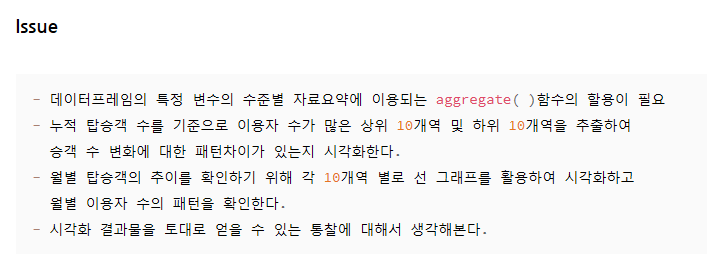 Issue
- 데이터프레임의 특정 변수의 수준별 자료요약에 이용되는 aggregate( )함수의 할용이 필요
- 누적 탑승객 수를 기준으로 이용자 수가 많은 상위 10개역 및 하위 10개역을 추출하여
승객 수 변화에 대한 패턴차이가 있는지 시각화한다.
- 월별 탑승객의 추이를 확인하기 위해 각 10개역 별로 선 그래프를 활용하여 시각화하고
월별 이용자 수의 패턴을 확인한다.
- 시각화 결과물을 토대로 얻을 수 있는 통찰에 대해서 생각해본다.